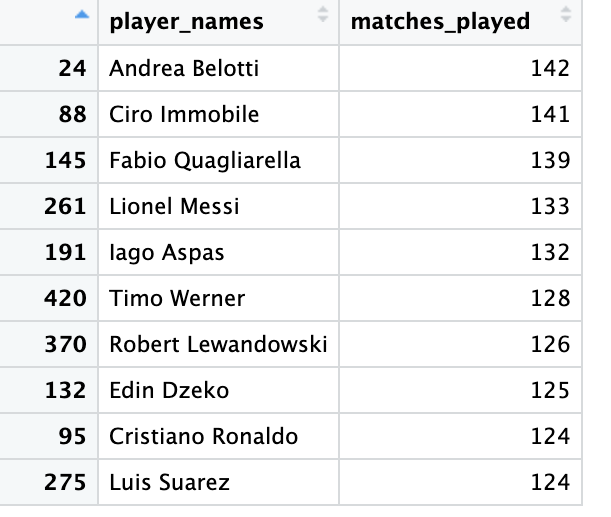 player_names matches_played
24 Andrea Belotti 142
88 Ciro Immobile 141
145 Fabio Quagliarella 139
261 Lionel Messi 133
191 Iago Aspas 132
420 Timo Werner 128
370 Robert Lewandowski 126
132 Edin Dzeko 125
95 Cristiano Ronaldo 124
275 Luis Suarez 124